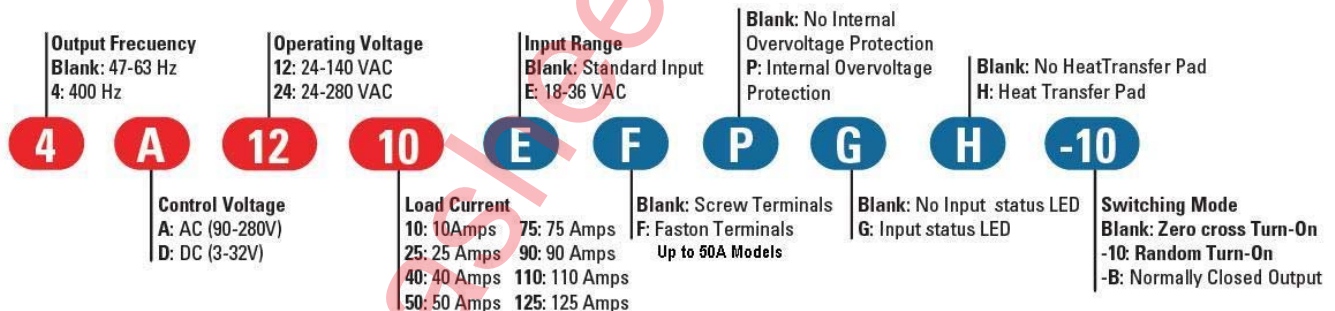 Output Frecuency
Blank: 47-63 Hz
4: 400 Hz
Operating Voltage
12: 24-140 VAC
24: 24-280 VAC
Input Range
Blank: Standard Input
E: 18-36 VAC
Blank: No Internal
Overvoltage Protection
P: Internal Overvoltage
Protection
Blank: No HeatTransfer Pad
H: Heat Transfer Pad
4 A 12 10 E F P G H -10
Control Voltage
A: AC (90-280V)
D: DC (3-32V)
Load Current
10: 10Amps 75: 75 Amps
25: 25 Amps 90: 90 Amps
40: 40 Amps 110: 110 Amps
50: 50 Amps 125: 125 Amps
Blank: Screw Terminals
F: Faston Terminals
Up to 50A Models
Blank: No Input status LED
G: Input status LED
Switching Mode
Blank: Zero cross Turn-On
-10: Random Turn-On
-B: Normally Closed Output